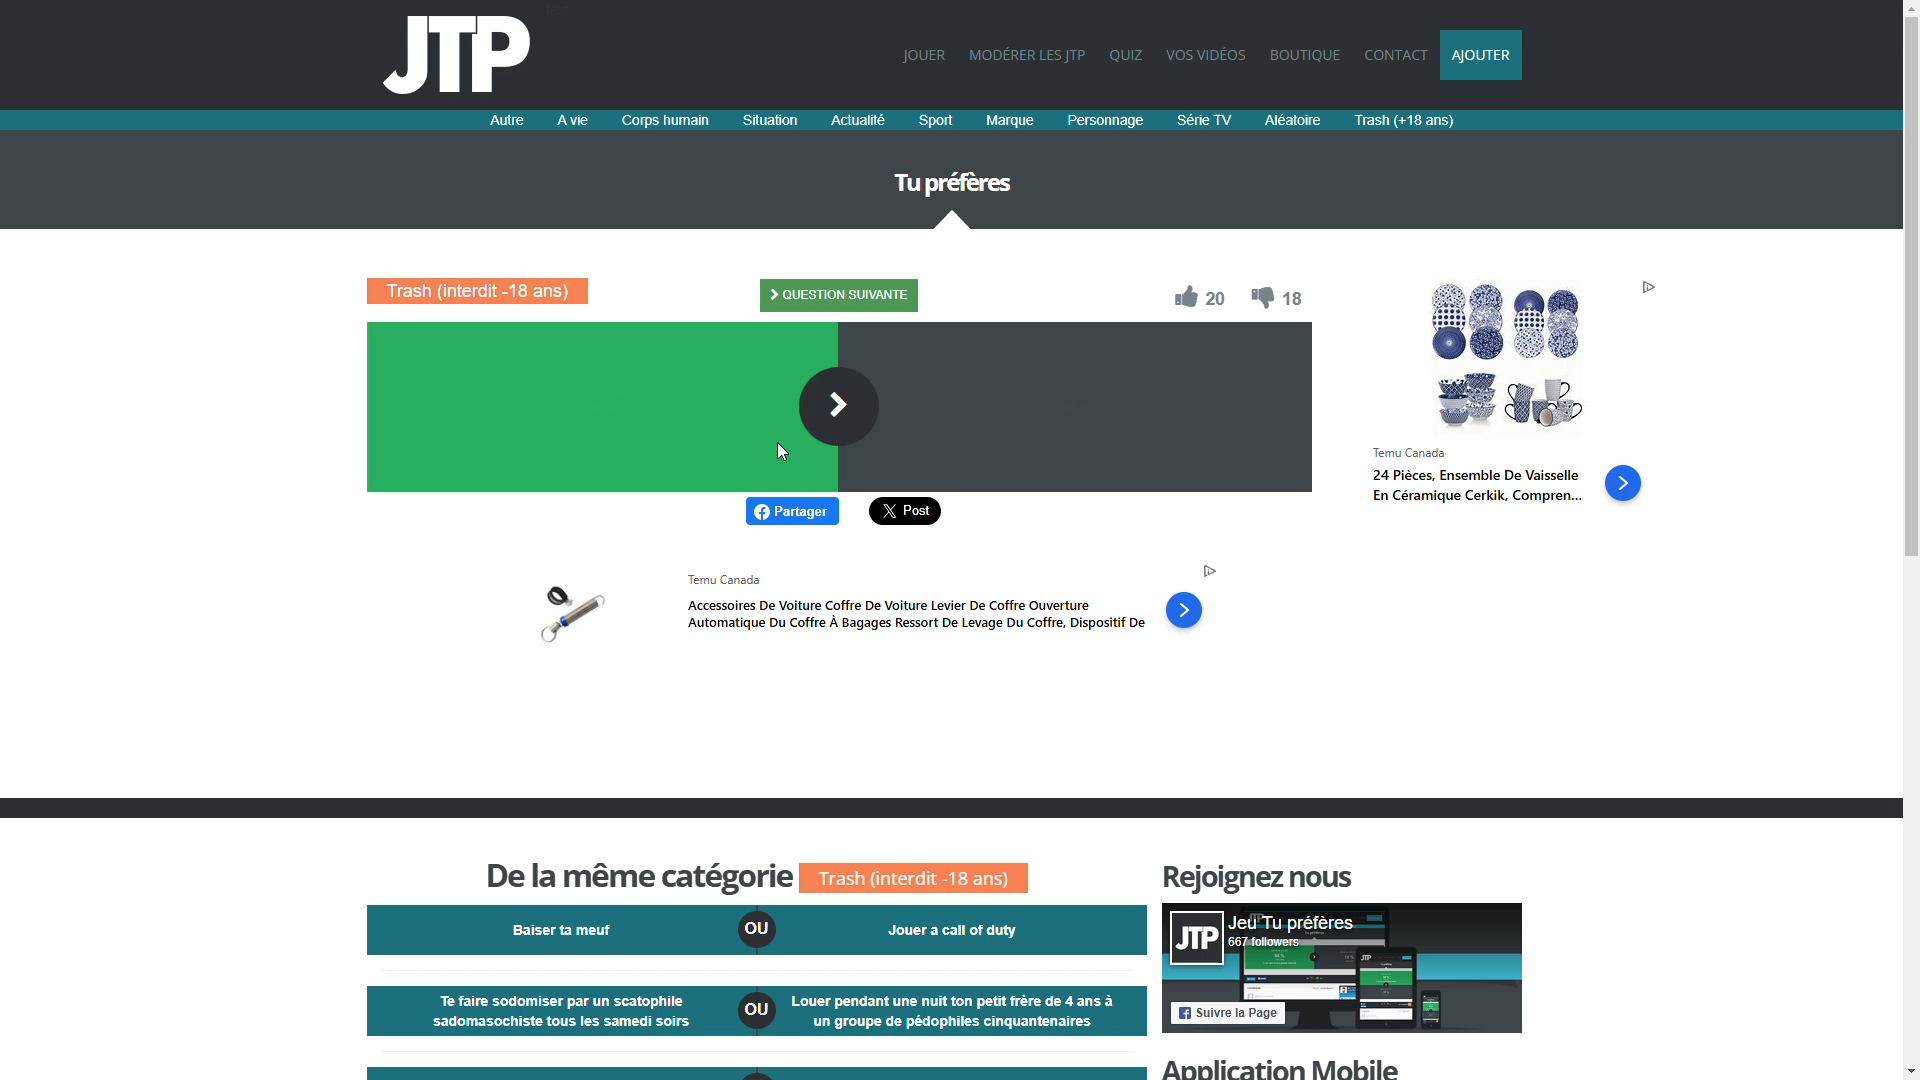 JTP
JOUER
MODÉRER LES JTP
QUIZ
VOS VIDÉOS
BOUTIQUE
CONTACT
AJOUTER
Autre
A vie
Corps humain
Situation
Actualité
Sport
Marque
Personnage
Série TV
Aléatoire
Trash (+18 ans)
Tu préfères
Trash (interdit -18 ans)
QUESTION SUIVANTE
20
18
Temu Canada
24 Pièces, Ensemble De Vaisselle
En Céramique Cerkik, Compren...
Partager
Post
Temu Canada
Accessoires De Voiture Coffre De Voiture Levier De Coffre Ouverture
Automatique Du Coffre À Bagages Ressort De Levage Du Coffre, Dispositif De
De la même catégorie
Trash (interdit -18 ans)
Baiser ta meuf
OU
Jouer a call of duty
Te faire sodomiser par un scatophile
sadomasochiste tous les samedi soirs
OU
Louer pendant une nuit ton petit frère de 4 ans à
un groupe de pédophiles cinquantenaires
Rejoignez nous
JTP
Jeu Tu préfères
667 followers
Suivre la Page
Application Mobile